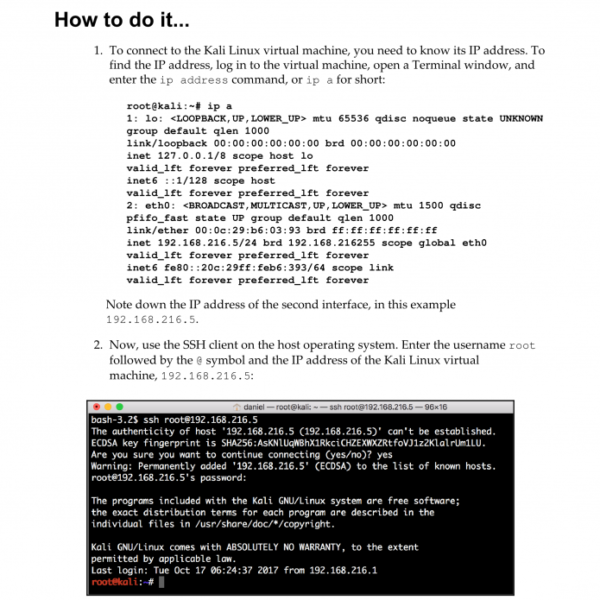 How to do it...
1. To connect to the Kali Linux virtual machine, you need to know its IP address. To
find the IP address, log in to the virtual machine, open a Terminal window, and
enter the ip address command, or ip a for short:
root@kali:~# ip a
1: lo: <LOOPBACK,UP,LOWER_UP> mtu 65536 qdisc noqueue state UNKNOWN
group default qlen 1000
link/loopback 00:00:00:00:00:00 brd 00:00:00:00:00:00
inet 127.0.0.1/8 scope host lo
valid_lft forever preferred_lft forever
inet6 ::1/128 scope host
valid_lft forever preferred_lft forever
2: eth0: <BROADCAST,MULTICAST,UP,LOWER_UP> mtu 1500 qdisc
pfifo_fast state UP group default qlen 1000
link/ether 00:0c:29:b6:03:93 brd ff:ff:ff:ff:ff:ff
inet 192.168.216.5/24 brd 192.168.216255 scope global eth0
valid_lft forever preferred_lft forever
inet6 fe80::20c:29ff:feb6:393/64 scope link
valid_lft forever preferred_lft forever
Note down the IP address of the second interface, in this example
192.168.216.5.
2. Now, use the SSH client on the host operating system. Enter the username root
followed by the @ symbol and the IP address of the Kali Linux virtual
machine, 192.168.216.5:
daniel — root@kali: ~ — ssh root@192.168.216.5 — 96×16
bash-3.2$ ssh root@192.168.216.5
The authenticity of host '192.168.216.5 (192.168.216.5)' can't be established.
ECDSA key fingerprint is SHA256:AsKNlUqWBhX1RkciCHZEXWXZRtfoVJ1z2KlalrUm1LU.
Are you sure you want to continue connecting (yes/no)? yes
Warning: Permanently added '192.168.216.5' (ECDSA) to the list of known hosts.
root@192.168.216.5's password:
The programs included with the Kali GNU/Linux system are free software;
the exact distribution terms for each program are described in the
individual files in /usr/share/doc/*/copyright.
Kali GNU/Linux comes with ABSOLUTELY NO WARRANTY, to the extent
permitted by applicable law.
Last login: Tue Oct 17 06:24:37 2017 from 192.168.216.1
root@kali:~#